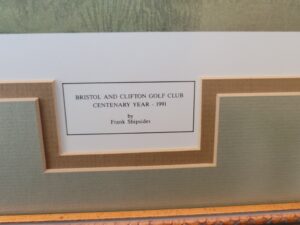 BRISTOL AND CLIFTON GOLF CLUB
CENTENARY YEAR - 1991
by
Frank Shipsides